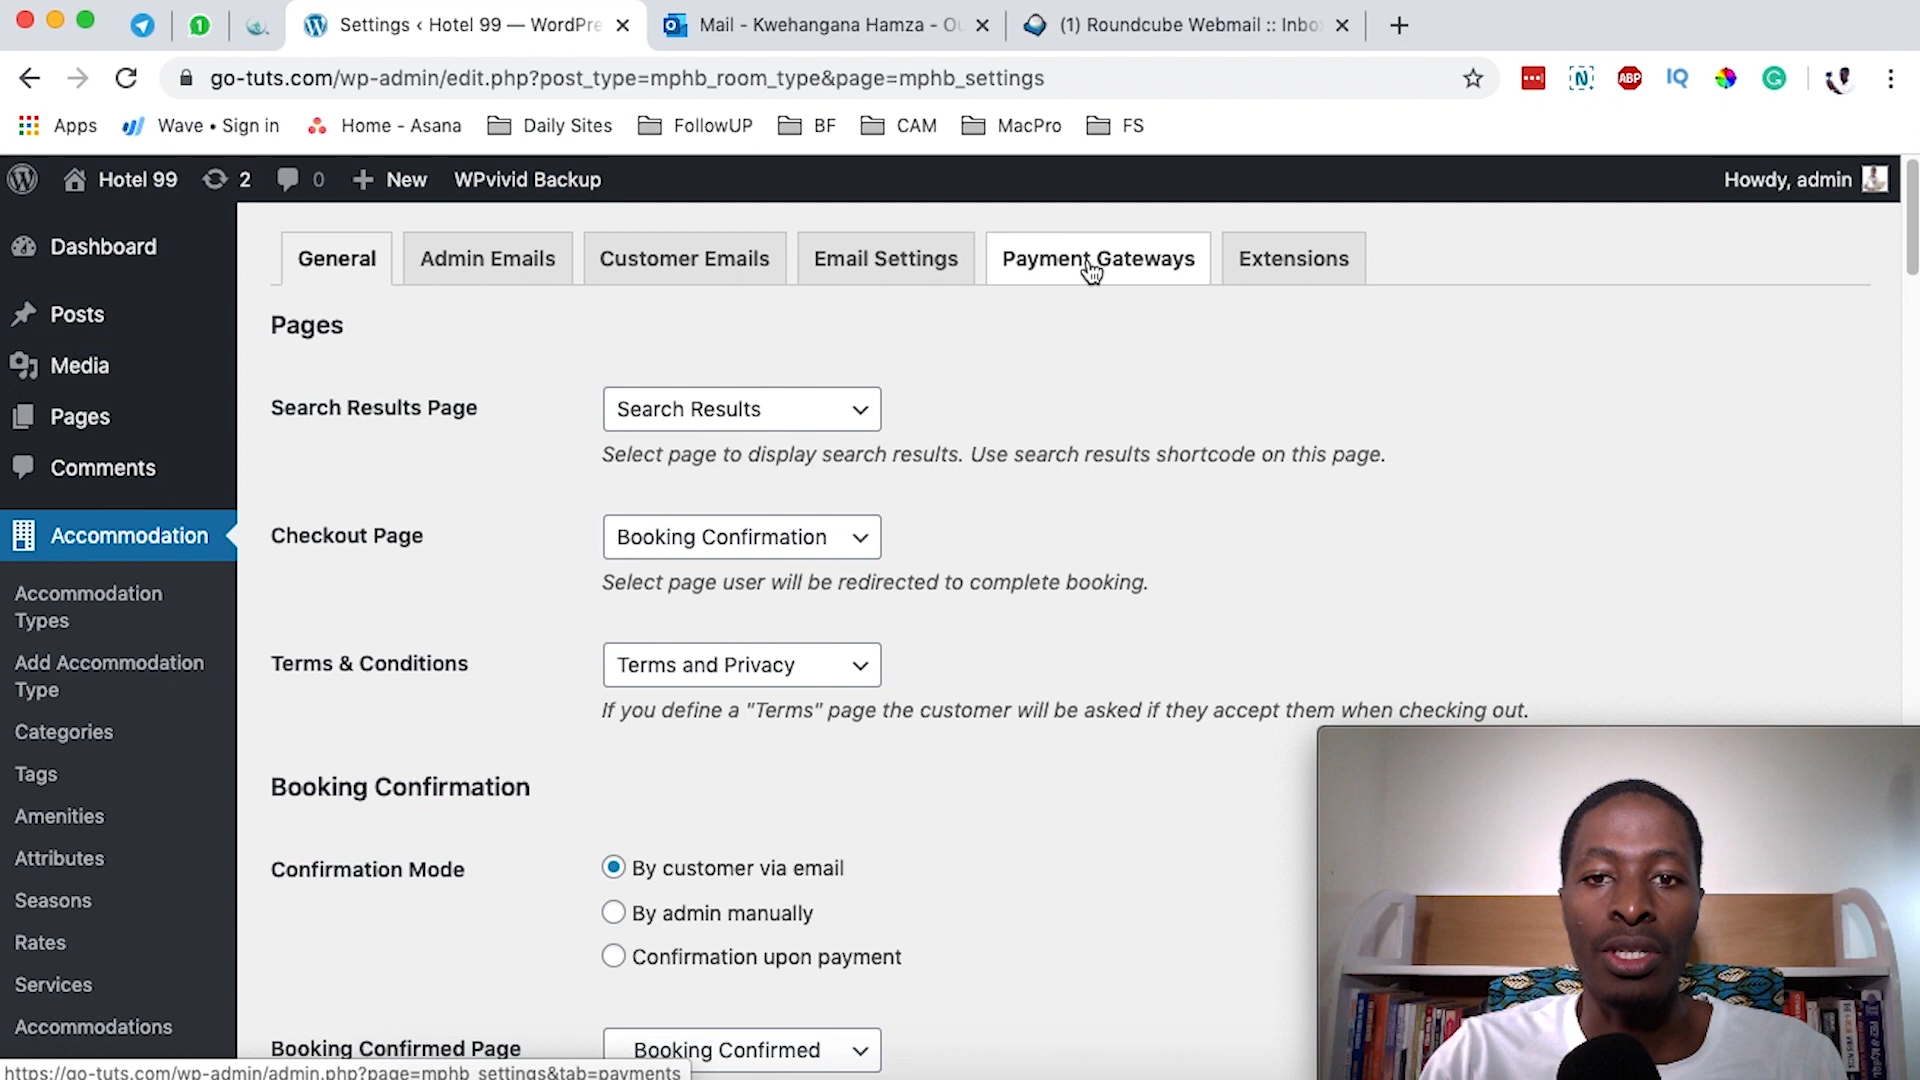 Settings ‹ Hotel 99 — WordPre
Mail - Kwehangana Hamza - Ou
(1) Roundcube Webmail :: Inbo
go-tuts.com/wp-admin/edit.php?post_type=mphb_room_type&page=mphb_settings
ABP
IQ
Apps
Wave • Sign in
Home - Asana
Daily Sites
FollowUP
BF
CAM
MacPro
FS
Hotel 99
2
0
New
WPvivid Backup
Howdy, admin
Dashboard
Posts
Media
Pages
Comments
Accommodation
Accommodation
Types
Add Accommodation
Type
Categories
Tags
Amenities
Attributes
Seasons
Rates
Services
Accommodations
General
Admin Emails
Customer Emails
Email Settings
Payment Gateways
Extensions
Pages
Search Results Page
Search Results
Select page to display search results. Use search results shortcode on this page.
Checkout Page
Booking Confirmation
Select page user will be redirected to complete booking.
Terms & Conditions
Terms and Privacy
If you define a "Terms" page the customer will be asked if they accept them when checking out.
Booking Confirmation
Confirmation Mode
By customer via email
By admin manually
Confirmation upon payment
Booking Confirmed Page
Booking Confirmed
https://go-tuts.com/wp-admin/admin.php?page=mphb_settings&tab=payments